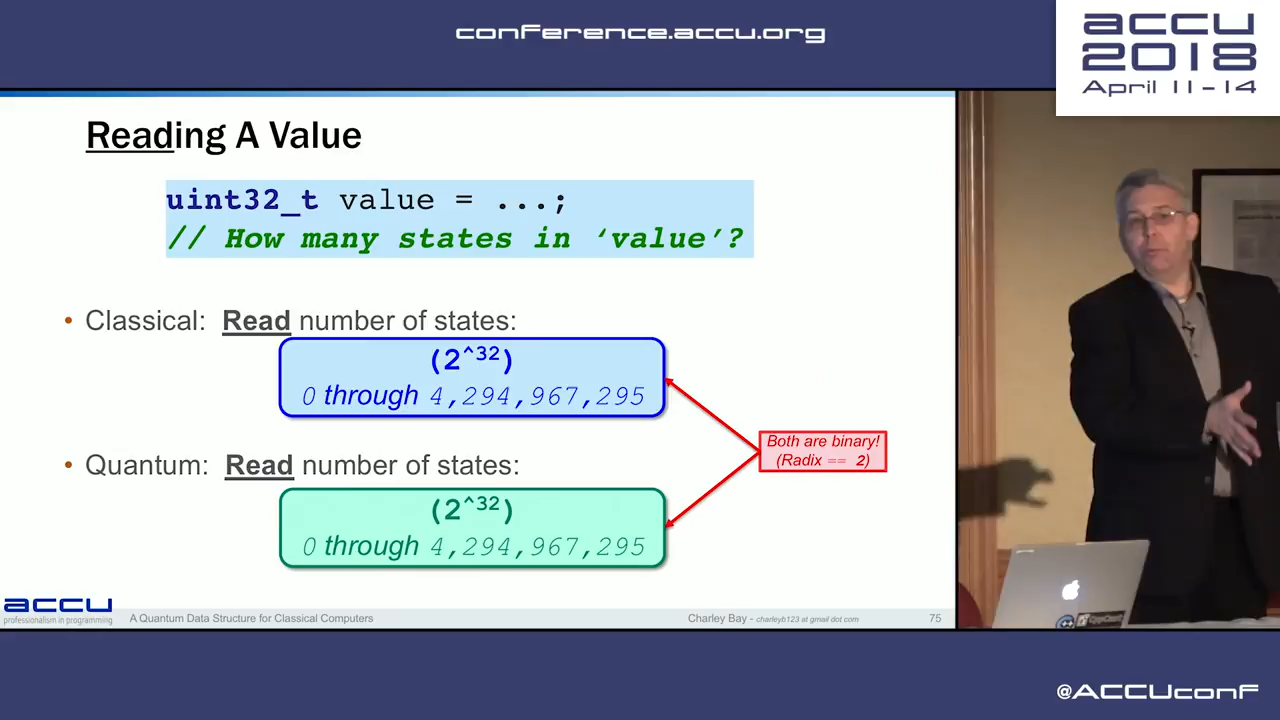 conference.accu.org
accu
2018
April 11-14
Reading A Value
uint32_t value = ...;
// How many states in ‘value’?
• Classical: Read number of states:
(2^32)
0 through 4,294,967,295
Both are binary!
(Radix == 2)
• Quantum: Read number of states:
(2^32)
0 through 4,294,967,295
accu
professionalism in programming
A Quantum Data Structure for Classical Computers
Charley Bay - charleyb123 at gmail dot com
75
@ACCUconf